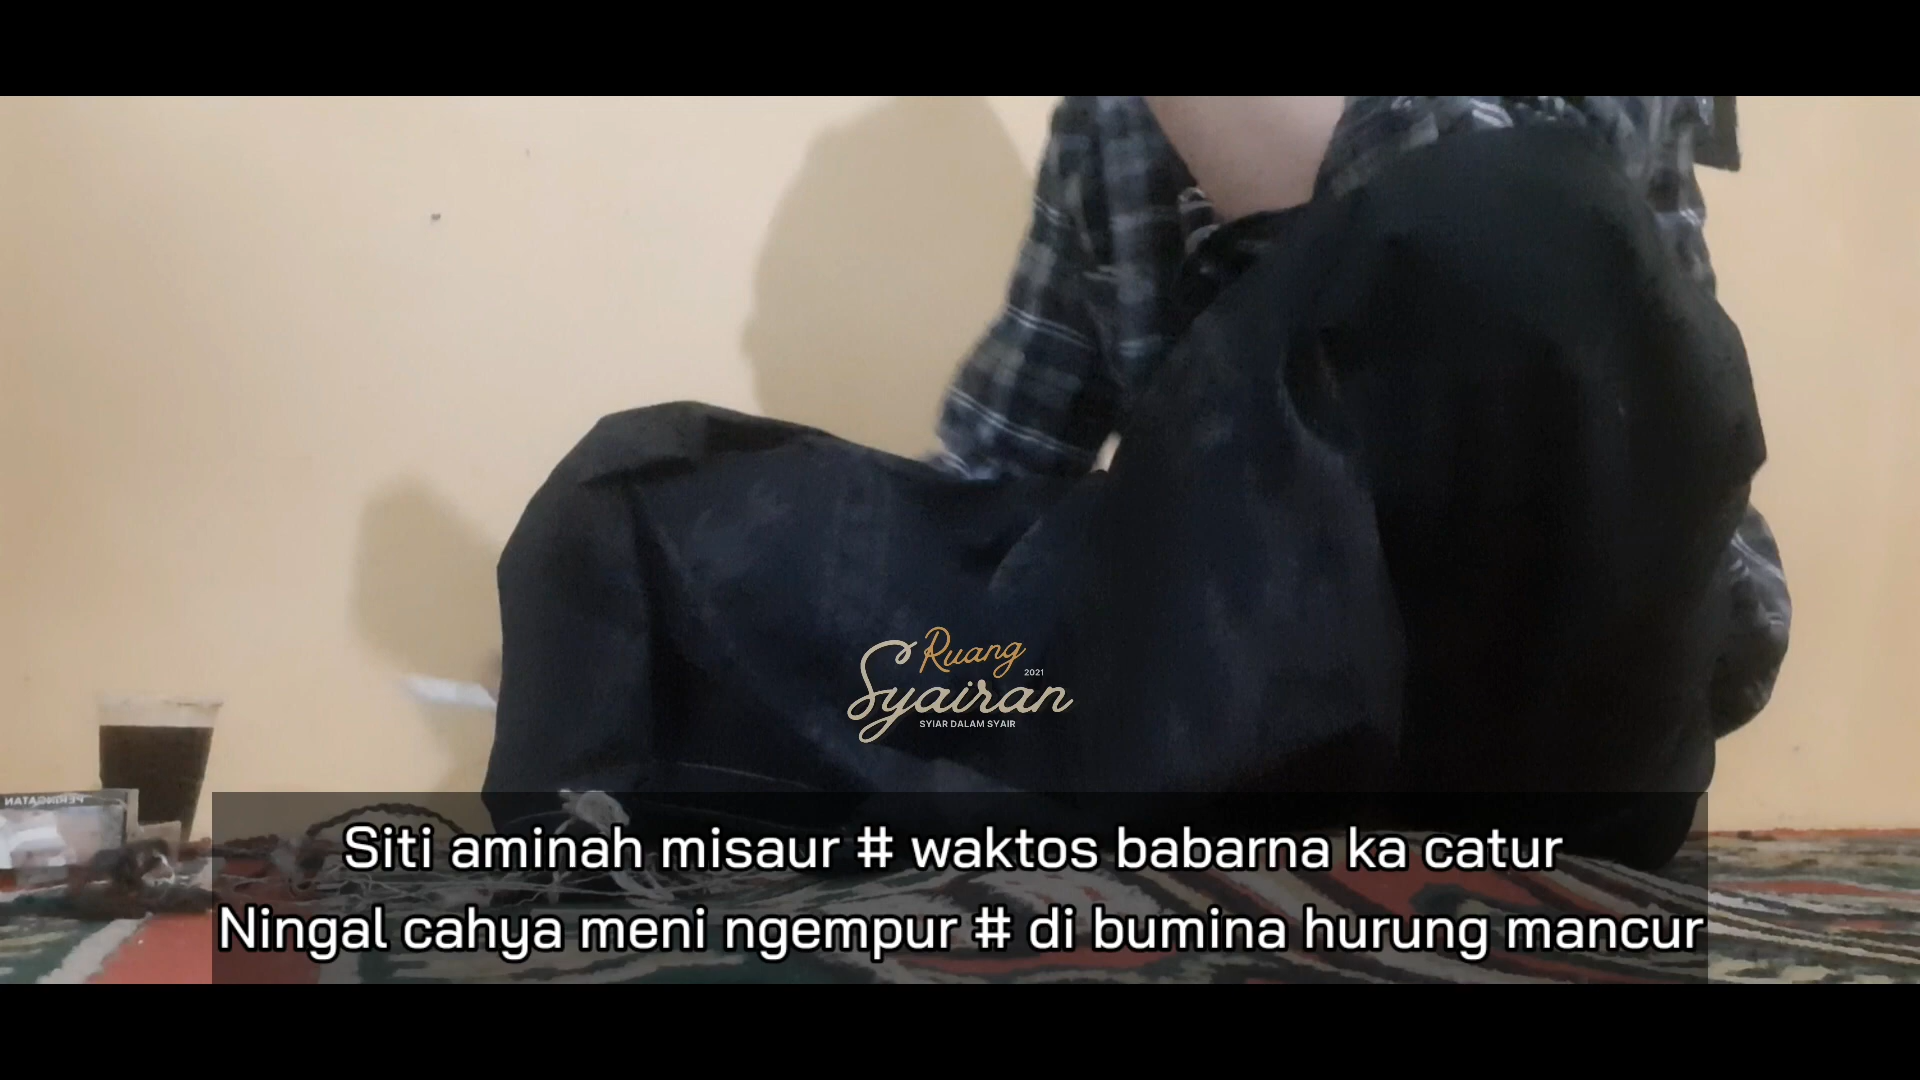 Ruang
2021
Syairan
SYIAR DALAM SYAIR
PERINGATAN
Siti aminah misaur # waktos babarna ka catur
Ningal cahya meni ngempur # di bumina hurung mancur